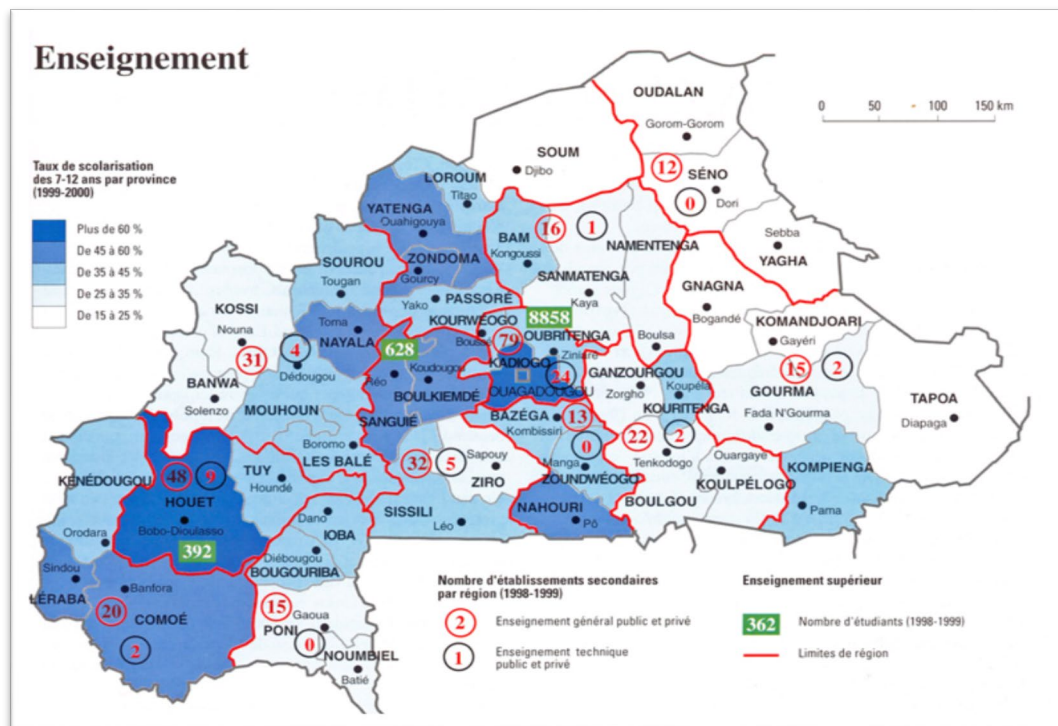 Enseignement
0 50 100 150 km
Taux de scolarisation
des 7-12 ans par province
(1999-2000)
Plus de 60 %
De 45 à 60 %
De 35 à 45 %
De 25 à 35 %
De 15 à 25 %
OUDALAN
Gorom-Gorom
SOUM
Djibo
12
SÉNO
0
Dori
LOROUM
Titao
YATENGA
Ouahigouya
BAM
Kongoussi
16
1
NAMENTENGA
Sebba
YAGHA
ZONDOMA
Gourcy
SOUROU
Tougan
SANMATENGA
Kaya
GNAGNA
Bogandé
KOSSI
Nouna
Yako
PASSORÉ
KOURWÉOGO
Boussé
8858
OUBRITENGA
Ziniaré
Boulsa
KOMANDJOARI
Gayéri
Toma
NAYALA
628
79
KADIOGO
24
OUAGADOUGOU
31
4
Dédougou
GANZOURGOU
Zorgho
Koupéla
KOURITENGA
15
2
GOURMA
Fada N'Gourma
TAPOA
Diapaga
BANWA
Solenzo
Réo
Koudougou
BOULKIEMDÉ
MOUHOUN
SANGUIÉ
BAZÉGA
Kombissiri
13
22
2
Tenkodogo
Ouargaye
KOULPÉLOGO
KOMPIENGA
Pama
Boromo
LES BALÉ
32
5
Sapouy
ZIRO
0
Manga
ZOUNDWÉOGO
BOULGOU
KÉNÉDOUGOU
48
9
HOUET
Bobo-Dioulasso
392
TUY
Houndé
SISSILI
Léo
NAHOURI
Pô
Orodara
Dano
IOBA
Diébougou
BOUGOURIBA
Sindou
LÉRABA
Banfora
20
COMOÉ
2
15
Gaoua
PONI
0
NOUMBIEL
Batié
Nombre d'établissements secondaires
par région (1998-1999)
2 Enseignement général public et privé
1 Enseignement technique
public et privé
Enseignement supérieur
362 Nombre d'étudiants (1998-1999)
Limites de région